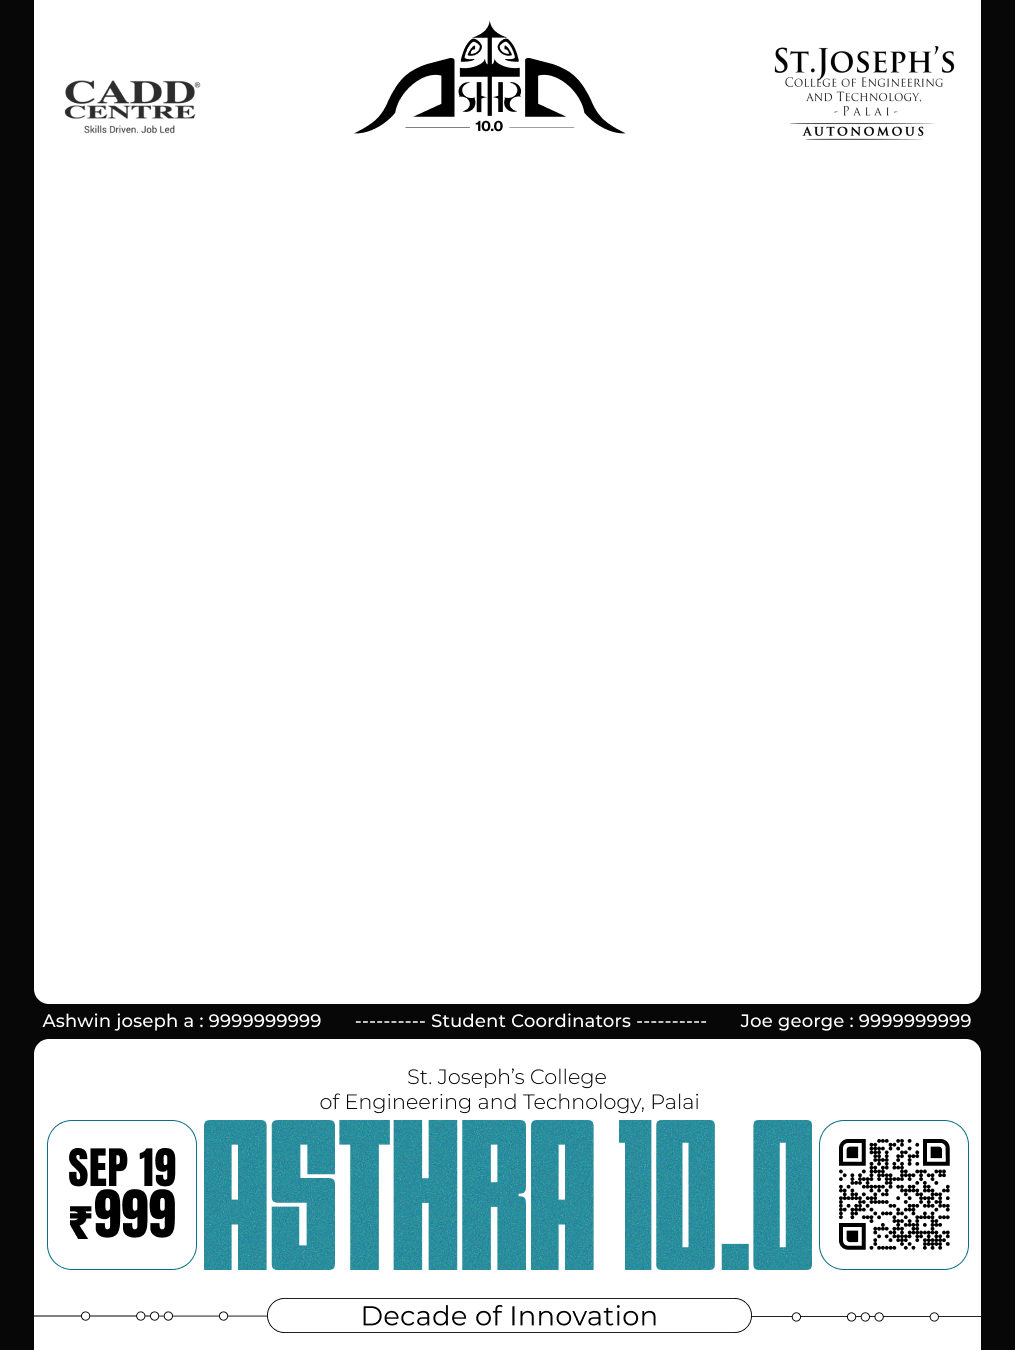 CADD
CENTRE
Skills Driven. Job Led
10.0
ST.JOSEPH'S
COLLEGE OF ENGINEERING
AND TECHNOLOGY,
-PALAI-
AUTONOMOUS
Ashwin joseph a : 9999999999 ---------- Student Coordinators ---------- Joe george : 9999999999
St. Joseph's College
of Engineering and Technology, Palai
SEP 19
₹999
ASTHRA 10.0
Decade of Innovation